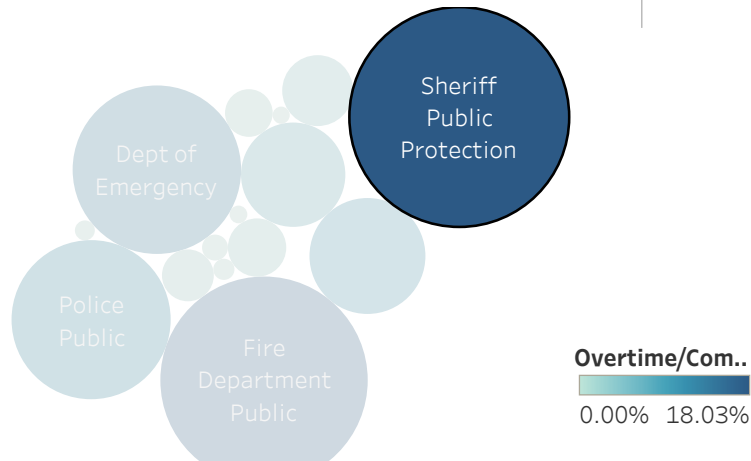 Sheriff
Public
Protection
Dept of
Emergency
Police
Public
Fire
Department
Public
Overtime/Com..
0.00% 18.03%